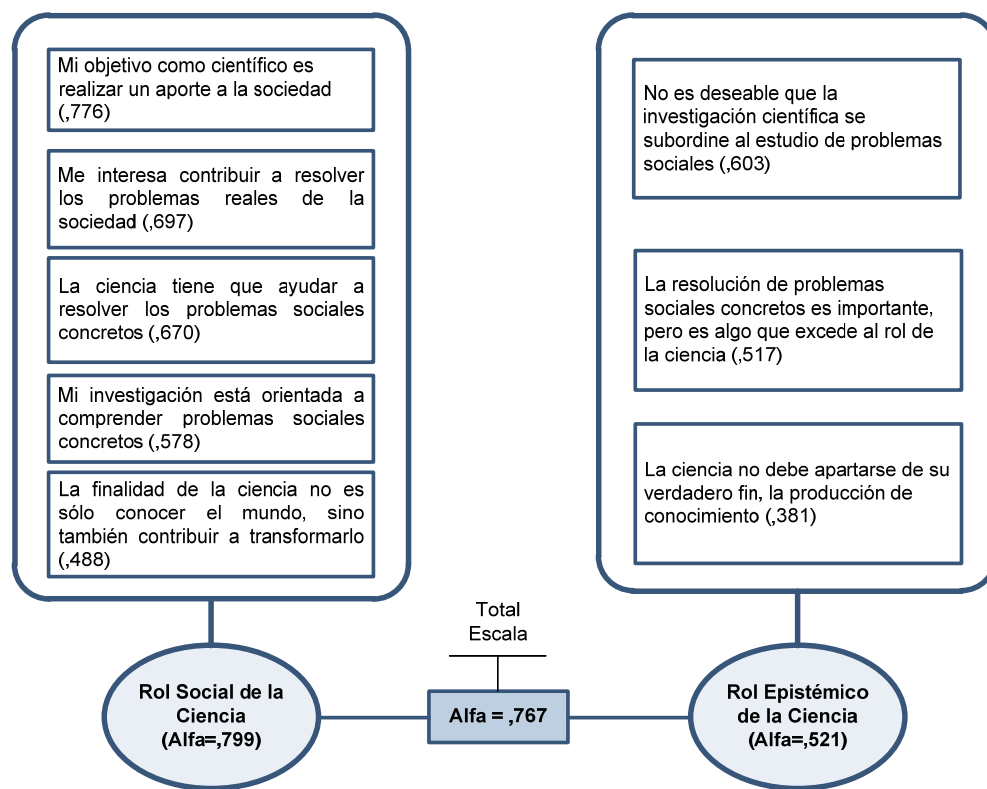 Mi objetivo como científico es
realizar un aporte a la sociedad
(,776)
Me interesa contribuir a resolver
los problemas reales de la
sociedad (,697)
La ciencia tiene que ayudar a
resolver los problemas sociales
concretos (,670)
Mi investigación está orientada a
comprender problemas sociales
concretos (,578)
La finalidad de la ciencia no es
sólo conocer el mundo, sino
también contribuir a transformarlo
(,488)
No es deseable que la
investigación científica se
subordine al estudio de problemas
sociales (,603)
La resolución de problemas
sociales concretos es importante,
pero es algo que excede al rol de
la ciencia (,517)
La ciencia no debe apartarse de su
verdadero fin, la producción de
conocimiento (,381)
Total
Escala
Rol Social de la
Ciencia
(Alfa=,799)
Alfa = ,767
Rol Epistémico
de la Ciencia
(Alfa=,521)